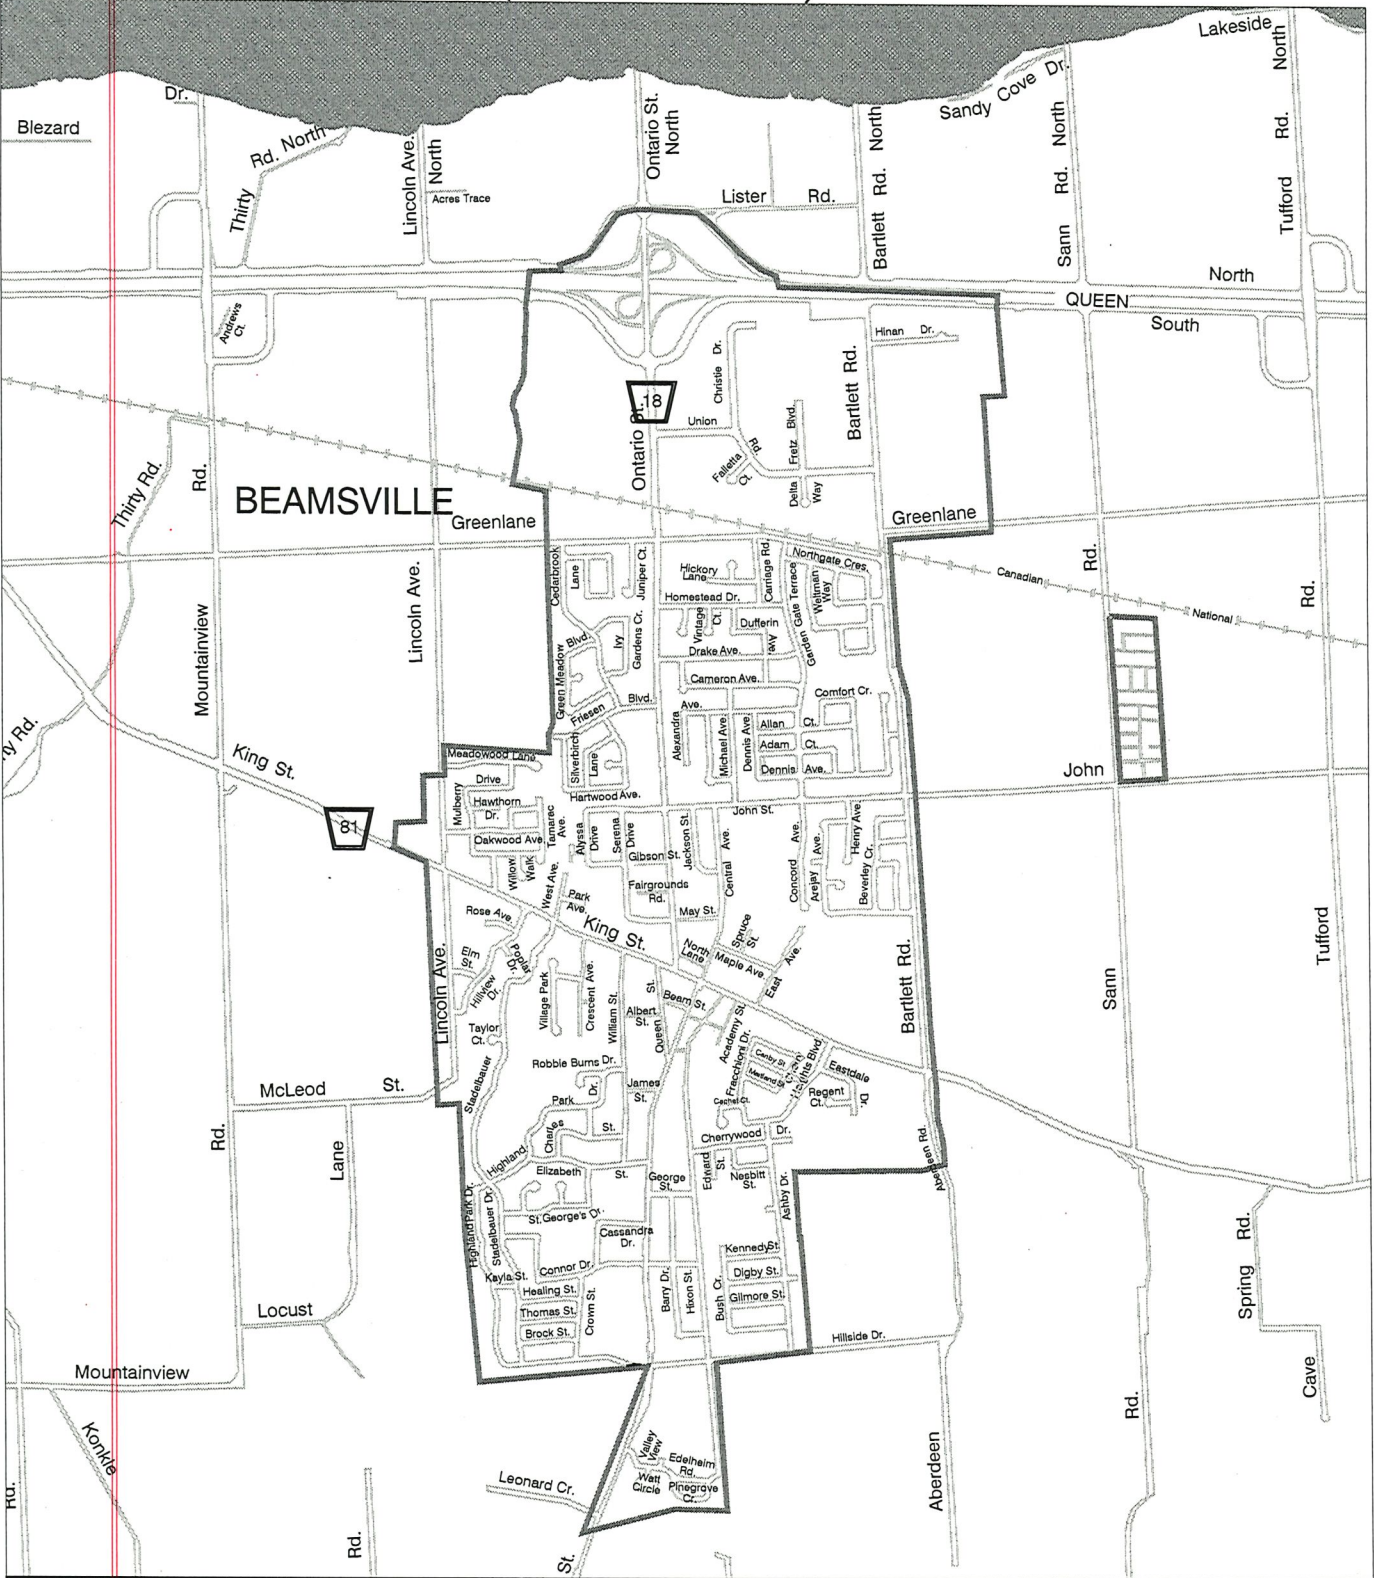 Lakeside
North
Sandy Cove Dr.
Dr.
Blezard
Thirty
Rd. North
Lincoln Ave.
North
Acres Trace
Ontario St.
North
Lister Rd.
Bartlett Rd. North
Sann Rd. North
Tufford Rd.
North
QUEEN
South
Andrews
Ct.
Hinan Dr.
Christie Dr.
Bartlett Rd.
18
Ontario St.
Union
Rd.
Falletta
Ct.
Fretz Blvd.
Delta
Way
Thirty Rd.
Rd.
BEAMSVILLE
Greenlane
Greenlane
Canadian
National
Rd.
Rd.
Mountainview
Lincoln Ave.
Cedarbrook
Lane
Juniper Ct.
Hickory
Lane
Carriage Rd.
Northgate Cres.
Homestead Dr.
Garden Gate Terrace
Waltman
Way
Vintage
Ct.
Dufferin
Ave.
Drake Ave.
Cameron Ave.
Ivy
Gardens Cr.
Blvd.
Green Meadow
Friesen
Blvd.
Alexandra
Ave.
Michael Ave.
Dennis Ave.
Allan Ct.
Adam Ct.
Dennis Ave.
Comfort Cr.
ty Rd.
King St.
81
Meadowood Lane
Silverbirch
Lane
Drive
Mulberry
Hawthorn
Dr.
Hartwood Ave.
Oakwood Ave.
Tamarec
Ave.
Alyssa
Drive
Serena
Drive
Willow
Walk
West Ave.
Park
Ave.
Gibson St.
Jackson St.
Fairgrounds
Rd.
May St.
Central Ave.
John St.
John
Concord Ave.
Arejay Ave.
Henry Ave.
Beverley Cr.
Rose Ave.
King St.
Elm
St.
Poplar
Dr.
Hillview
Dr.
Lincoln Ave.
North
Lane
Spruce
St.
Maple Ave.
East Ave.
Bartlett Rd.
Sann
Tufford
Taylor
Ct.
Village Park
Crescent Ave.
William St.
Albert
St.
Queen
St.
Beam St.
Academy St.
Fracchioni Dr.
Canby St.
Maitland St.
Cachet Ct.
Eastdale
Dr.
Regent
Ct.
Robbie Burns Dr.
James
St.
Stadelbauer
McLeod St.
Lane
Rd.
Highland
Park
Dr.
Charles
St.
Elizabeth
St.
George
St.
Cherrywood Dr.
Edward
St.
Nesbitt
St.
Ashby Dr.
Aberdeen Rd.
Highland Park Dr.
Stadelbauer Dr.
St. George's Dr.
Cassandra
Dr.
Kayla St.
Connor Dr.
Healing St.
Thomas St.
Brock St.
Crown St.
Barry Dr.
Hixon St.
Bush Cr.
Kennedy St.
Digby St.
Gilmore St.
Hillside Dr.
Spring Rd.
Cave
Locust
Mountainview
Konkle
Rd.
Rd.
Leonard Cr.
St.
Valley
View
Edelheim
Rd.
Watt
Circle
Pinegrove
Cr.
Aberdeen
Rd.